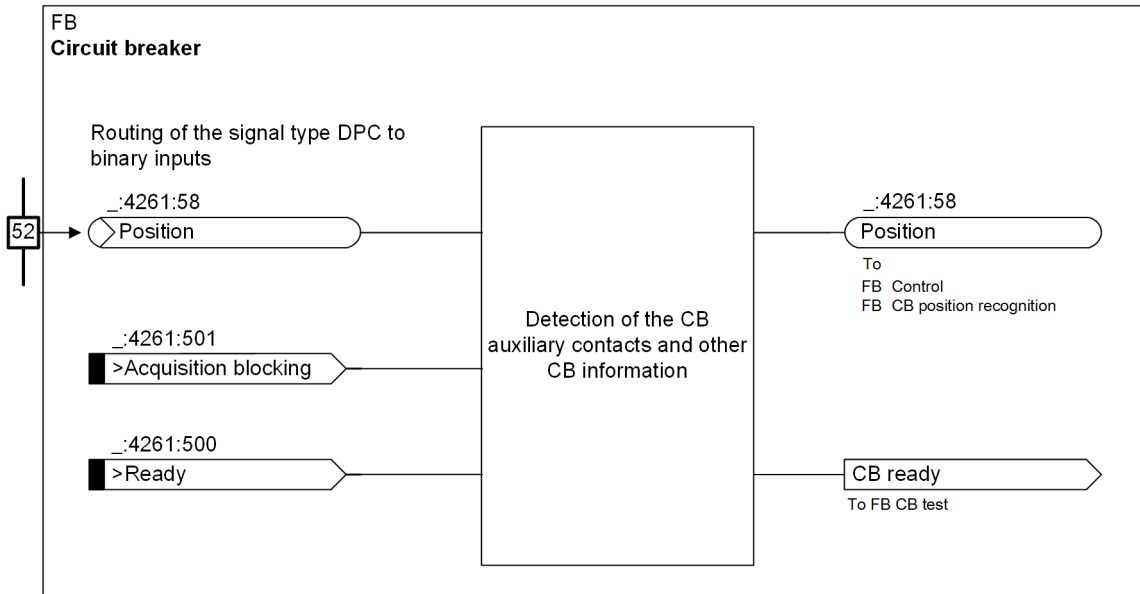 FB
Circuit breaker
Routing of the signal type DPC to
binary inputs
_:4261:58
52
Position
_:4261:501
>Acquisition blocking
_:4261:500
>Ready
Detection of the CB
auxiliary contacts and other
CB information
_:4261:58
Position
To
FB Control
FB CB position recognition
CB ready
To FB CB test